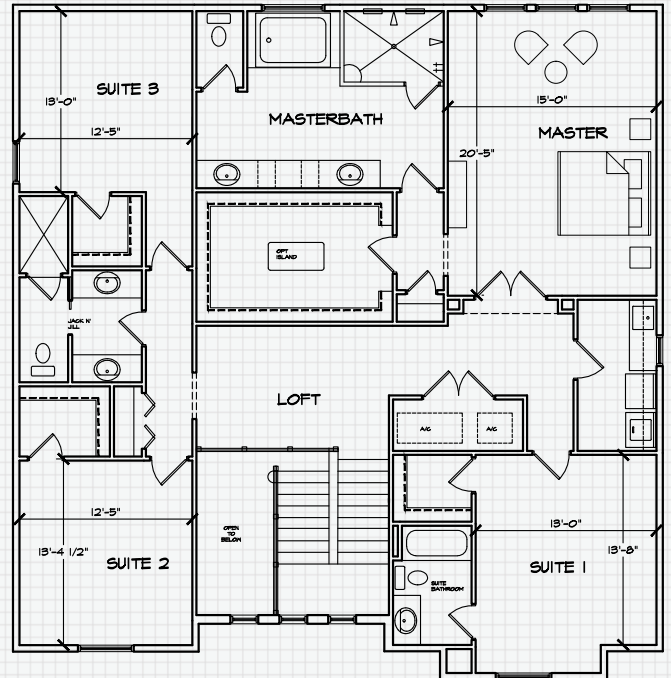 SUITE 3
13'-0"
12'-5"
MASTERBATH
15'-0"
MASTER
20'-5"
OPT
ISLAND
JACK N'
JILL
LOFT
A/C
A/C
12'-5"
13'-4 1/2"
SUITE 2
OPEN
TO
BELOW
13'-0"
13'-8"
SUITE 1
SUITE
BATHROOM